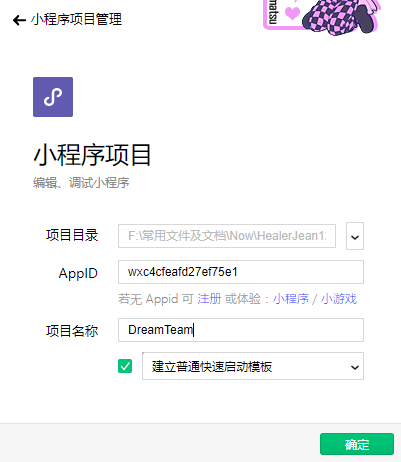 小程序项目管理
natsu
小程序项目
编辑、调试小程序
项目目录 F:\常用文件及文档\Now\HealerJean1
AppID wxc4cfeafd27ef75e1
若无 Appid 可 注册 或体验：小程序 / 小游戏
项目名称 DreamTeam
建立普通快速启动模板
确定